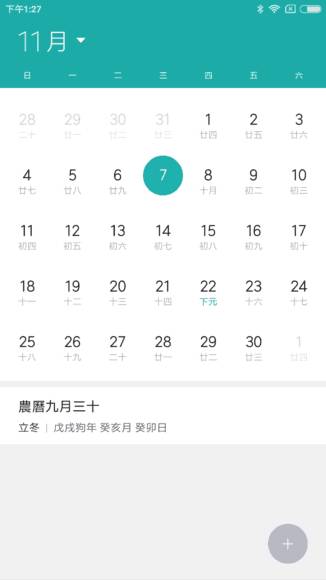 下午1:27
11月
日 一 二 三 四 五 六
28 29 30 31 1 2 3
二十 廿一 廿二 廿三 廿四 廿五 廿六
4 5 6 7 8 9 10
廿七 廿八 廿九 十月 初二 初三
11 12 13 14 15 16 17
初四 初五 初六 初七 初八 初九 初十
18 19 20 21 22 23 24
十一 十二 十三 十四 下元 十六 十七
25 26 27 28 29 30 1
十八 十九 二十 廿一 廿二 廿三 廿四
農曆九月三十
立冬 | 戊戌狗年 癸亥月 癸卯日
+